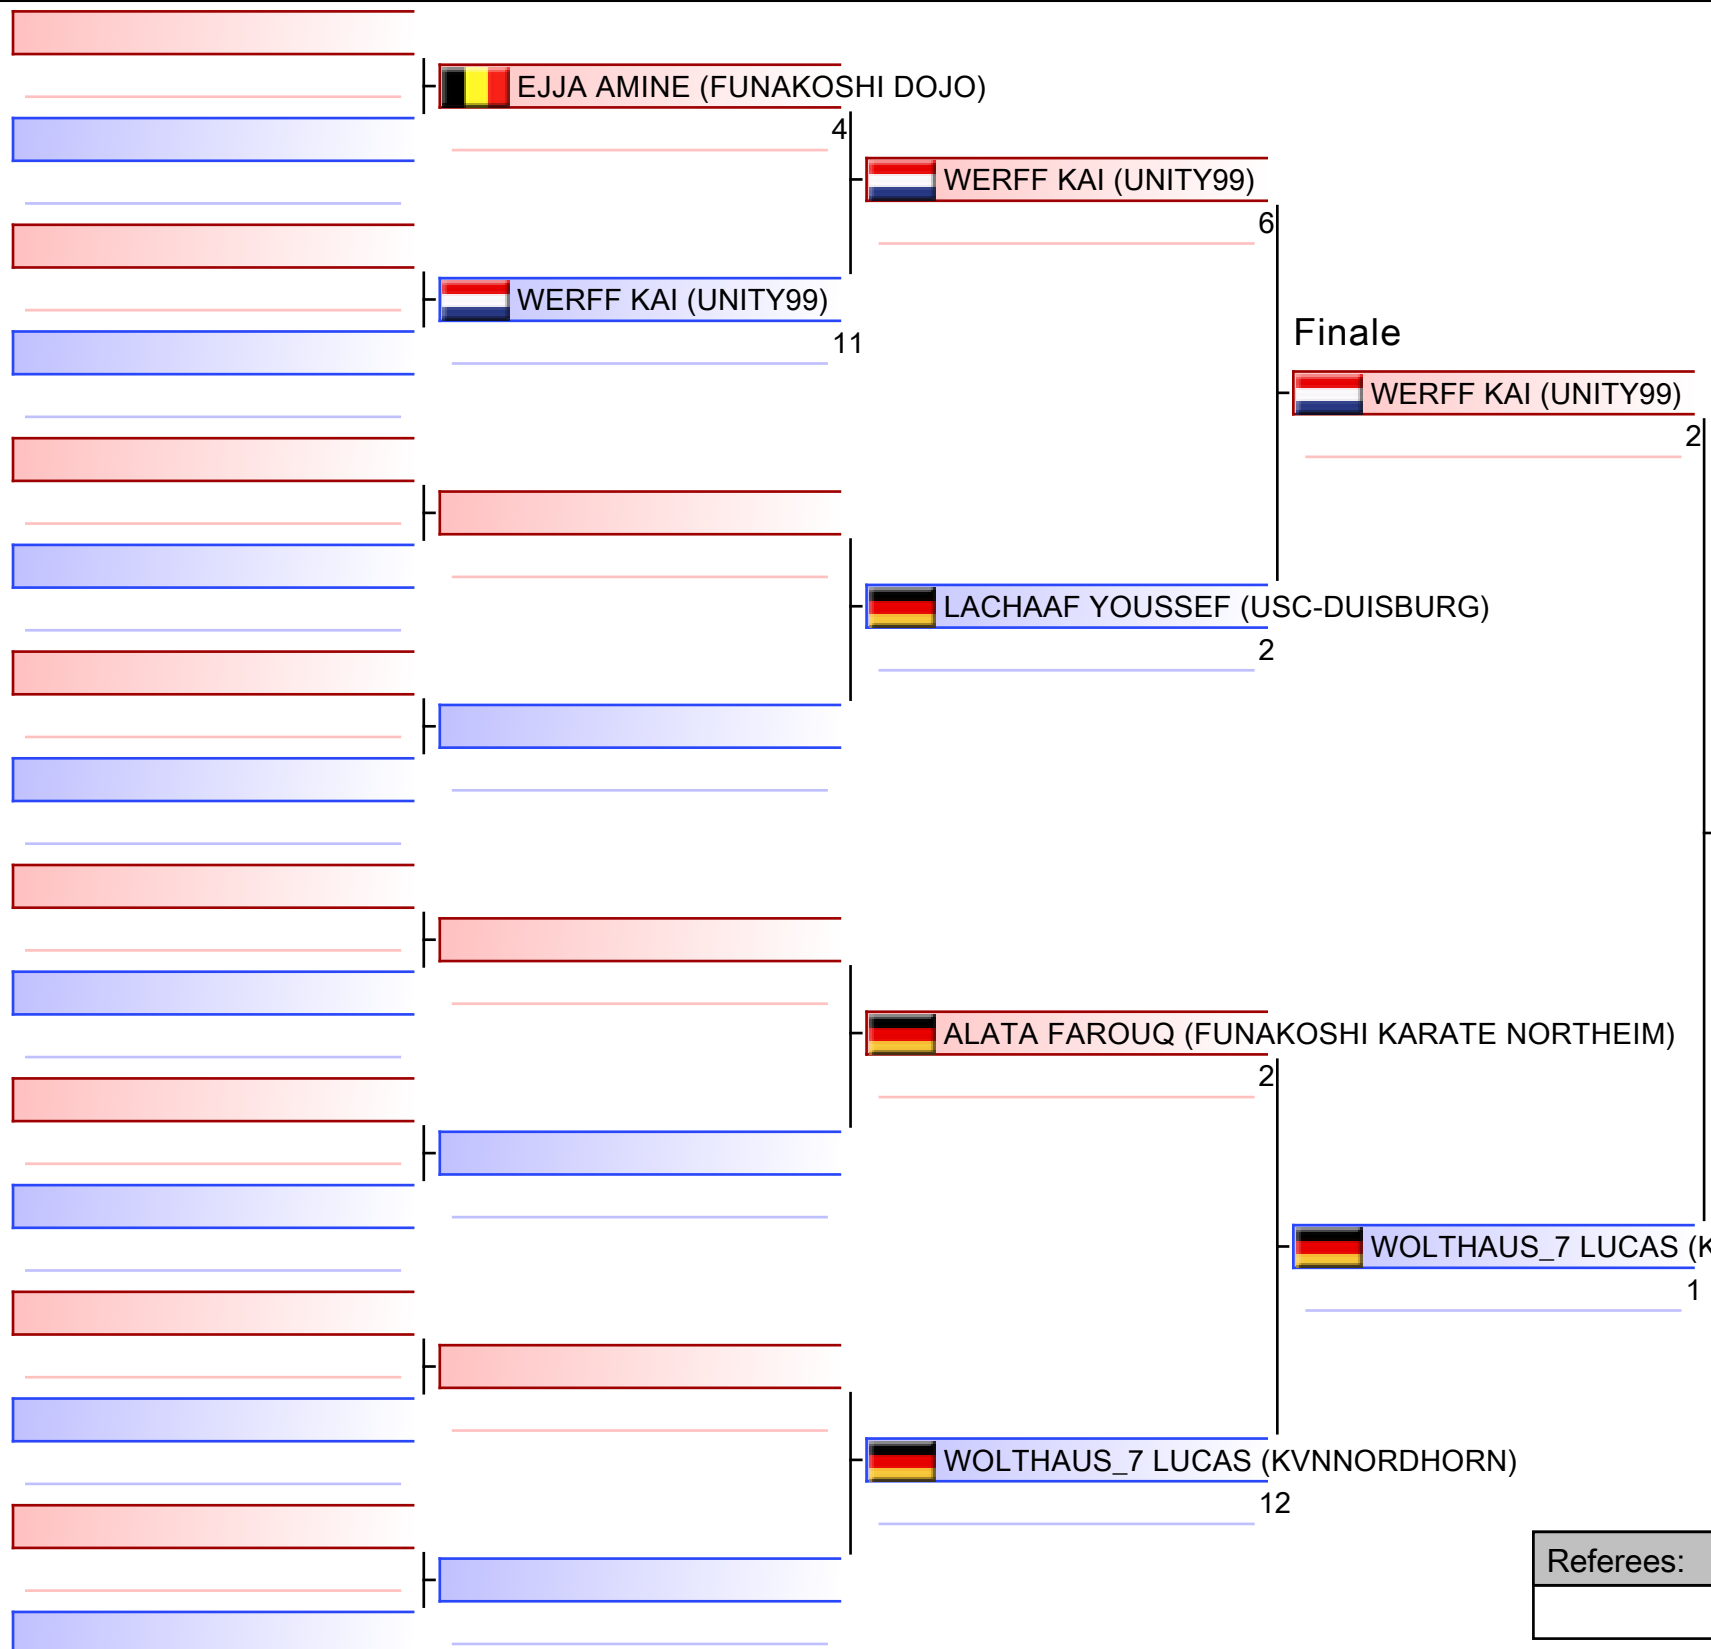 EJJA AMINE (FUNAKOSHI DOJO)
4
WERFF KAI (UNITY99)
11
WERFF KAI (UNITY99)
6
LACHAAF YOUSSEF (USC-DUISBURG)
2
ALATA FAROUQ (FUNAKOSHI KARATE NORTHEIM)
2
WOLTHAUS_7 LUCAS (KVNNORDHORN)
12
Finale
WERFF KAI (UNITY99)
2
WOLTHAUS_7 LUCAS (K
1
Referees: